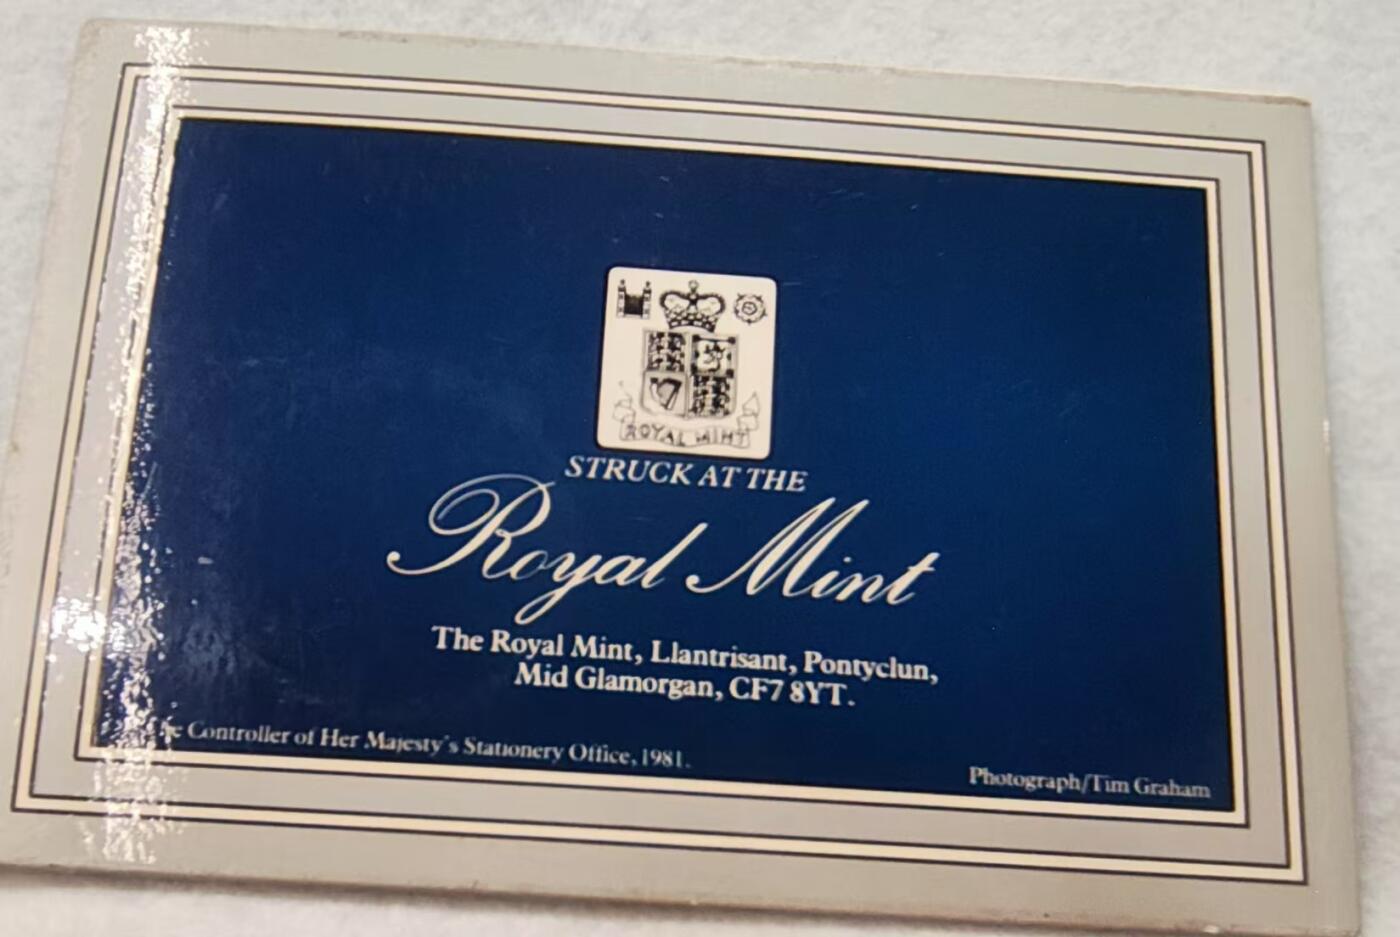 ROYAL MINT
STRUCK AT THE
Royal Mint
The Royal Mint, Llantrisant, Pontyclun,
Mid Glamorgan, CF7 8YT.
Controller of Her Majesty's Stationery Office, 1981.
Photograph/Tim Graham